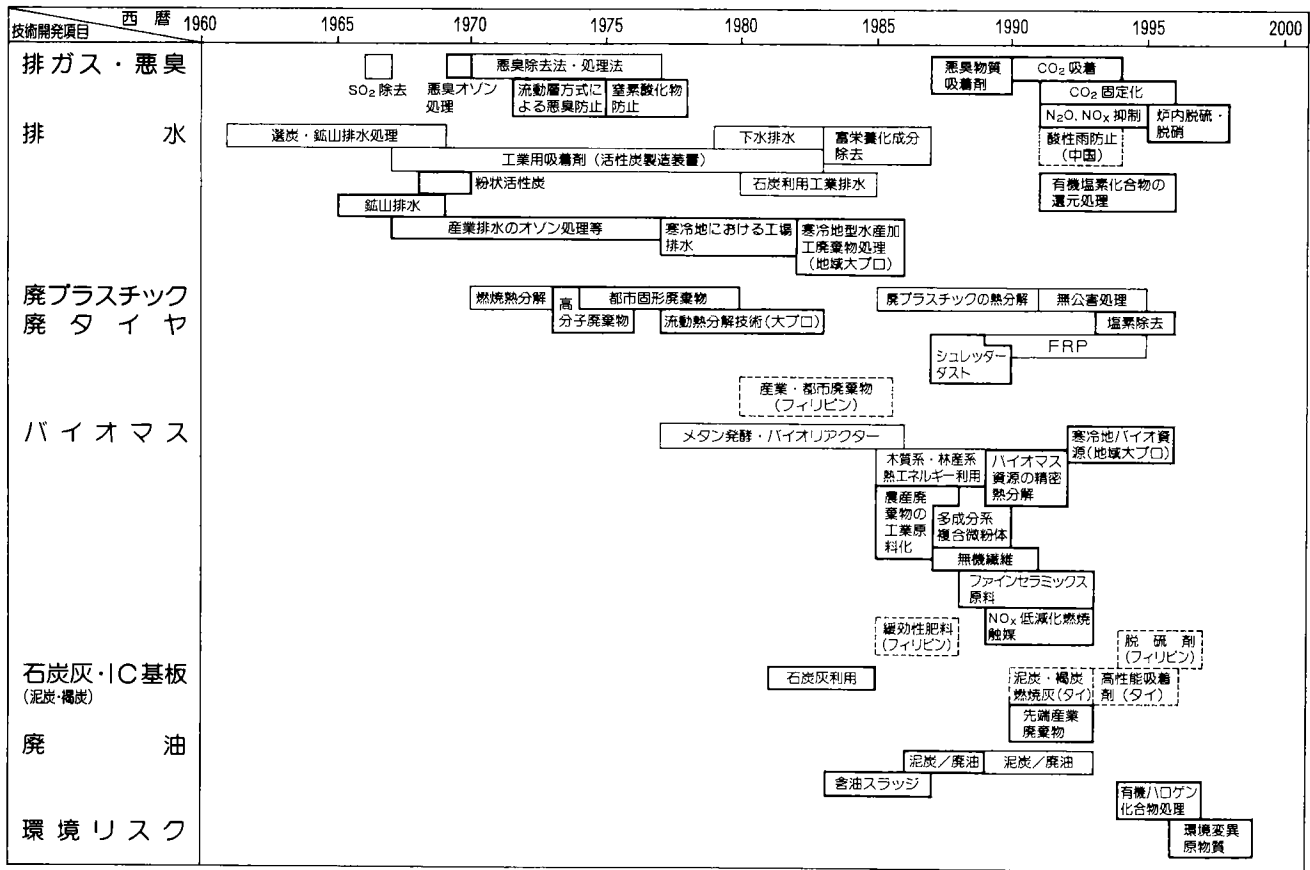 西暦
技術開発項目
1960
1965
1970
1975
1980
1985
1990
1995
2000
排ガス・悪臭
SO₂除去
悪臭オゾン
処理
悪臭除去法・処理法
流動層方式に
よる悪臭防止
窒素酸化物
防止
悪臭物質
吸着剤
CO₂吸着
CO₂固定化
N₂O, NOx抑制
炉内脱硫・
脱硝
酸性雨防止
(中国)
排水
選炭・鉱山排水処理
下水排水
富栄養化成分
除去
工業用吸着剤(活性炭製造装書)
粉状活性炭
石炭利用工業排水
有機塩素化合物の
還元処理
鉱山排水
産業排水のオゾン処理等
寒冷地における工場
排水
寒冷地型水産加
工廃棄物処理
(地域大プロ)
廃プラスチック
廃タイヤ
燃焼熱分解
高
分子廃棄物
都市固形廃棄物
流動熱分解技術(大プロ)
廃プラスチックの熱分解
無公害処理
塩素除去
シュレッダー
ダスト
FRP
産業・都市廃棄物
(フィリピン)
バイオマス
メタン発酵・バイオリアクター
寒冷地バイオ資
源(地域大プロ)
木質系・林産系
熱エネルギー利用
バイオマス
資源の精密
熱分解
農産廃
棄物の
工業原
料化
多成分系
複合微粉体
無機繊維
ファインセラミックス
原料
NOx低減化燃焼
触媒
緩効性肥料
(フィリピン)
脱硫剤
(フィリピン)
石炭灰・IC基板
(泥炭・褐炭)
石炭灰利用
泥炭・褐炭
燃焼灰(タイ)
高性能吸着
剤(タイ)
先端産業
廃棄物
廃油
泥炭/廃油
泥炭/廃油
含油スラッジ
有機ハロゲン
化合物処理
環境リスク
環境変異
原物質